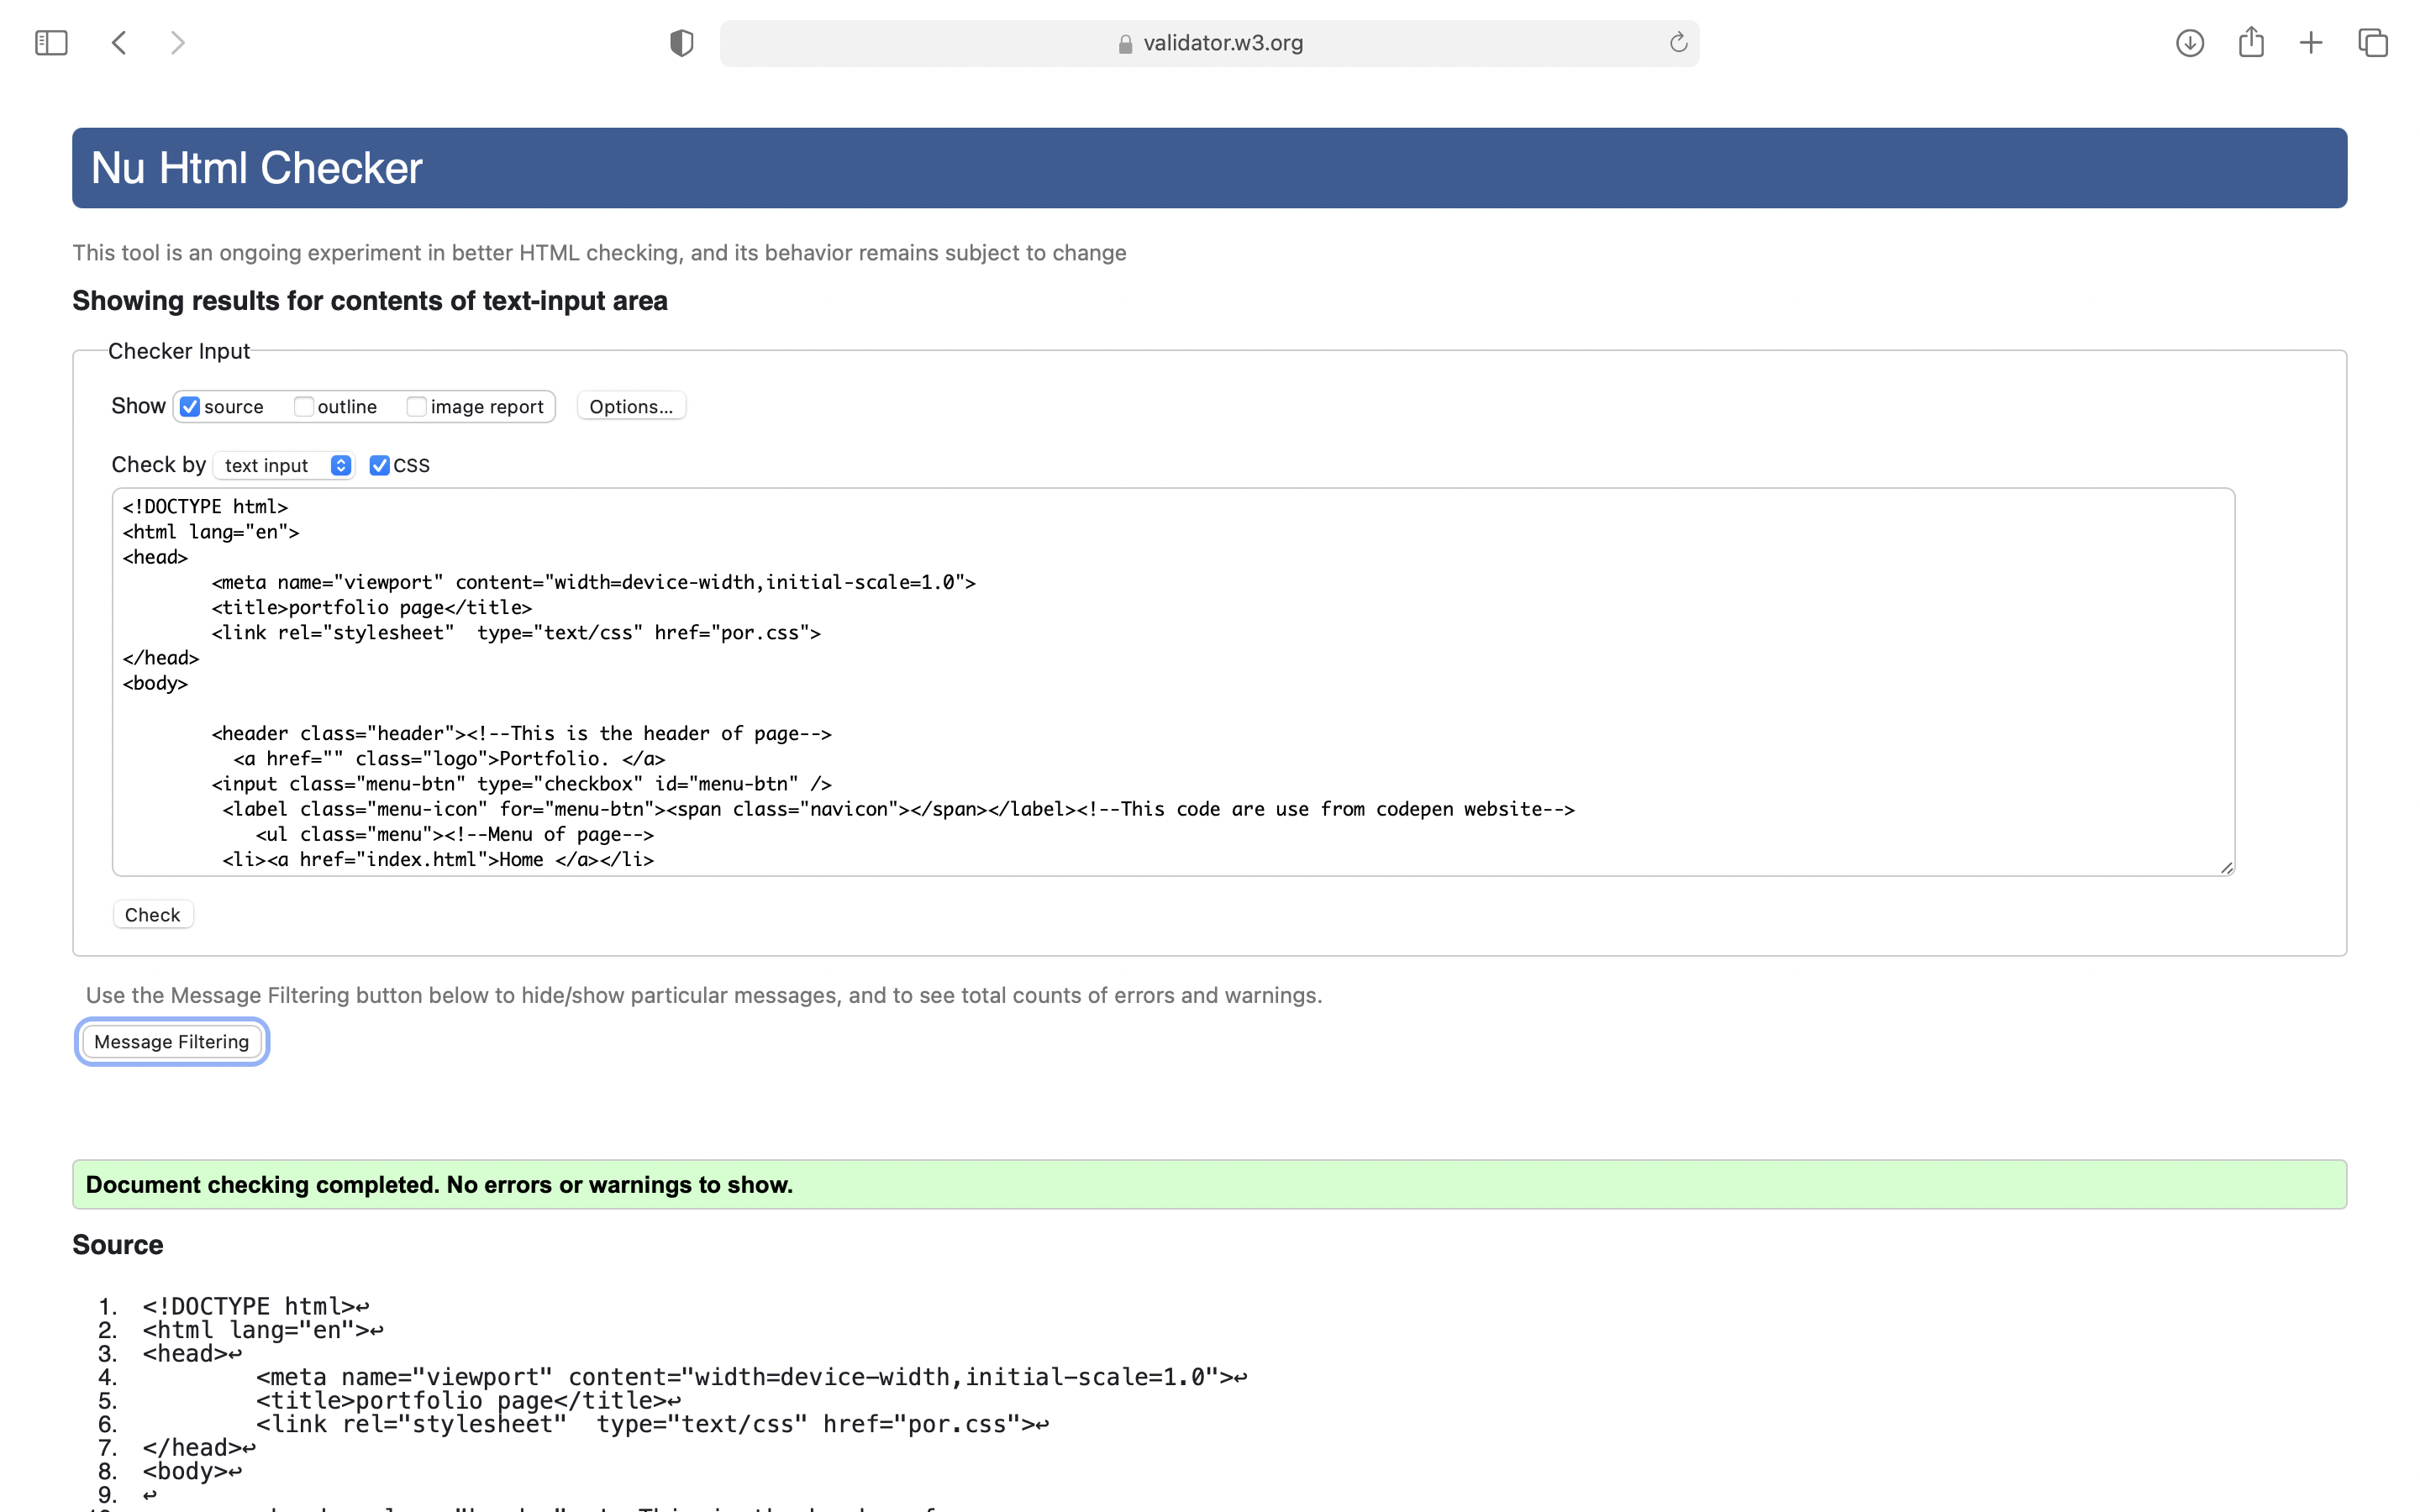 validator.w3.org
Nu Html Checker
This tool is an ongoing experiment in better HTML checking, and its behavior remains subject to change
Showing results for contents of text-input area
Checker Input
Show source outline image report Options...
Check by text input CSS
<!DOCTYPE html>
<html lang="en">
<head>
<meta name="viewport" content="width=device-width,initial-scale=1.0">
<title>portfolio page</title>
<link rel="stylesheet"  type="text/css" href="por.css">
</head>
<body>
<header class="header"><!--This is the header of page-->
<a href="" class="logo">Portfolio. </a>
<input class="menu-btn" type="checkbox" id="menu-btn" />
<label class="menu-icon" for="menu-btn"><span class="navicon"></span></label><!--This code are use from codepen website-->
<ul class="menu"><!--Menu of page-->
<li><a href="index.html">Home </a></li>
Check
Use the Message Filtering button below to hide/show particular messages, and to see total counts of errors and warnings.
Message Filtering
Document checking completed. No errors or warnings to show.
Source
1. <!DOCTYPE html>↩
2. <html lang="en">↩
3. <head>↩
4. <meta name="viewport" content="width=device-width,initial-scale=1.0">↩
5. <title>portfolio page</title>↩
6. <link rel="stylesheet"  type="text/css" href="por.css">↩
7. </head>↩
8. <body>↩
9. ↩